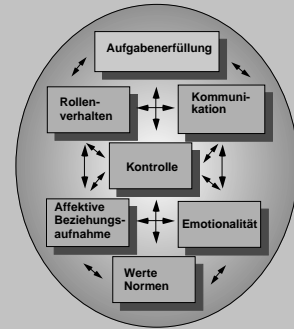 Aufgabenerfüllung
Rollen-
verhalten
Kommuni-
kation
Kontrolle
Affektive
Beziehungs-
aufnahme
Emotionalität
Werte
Normen